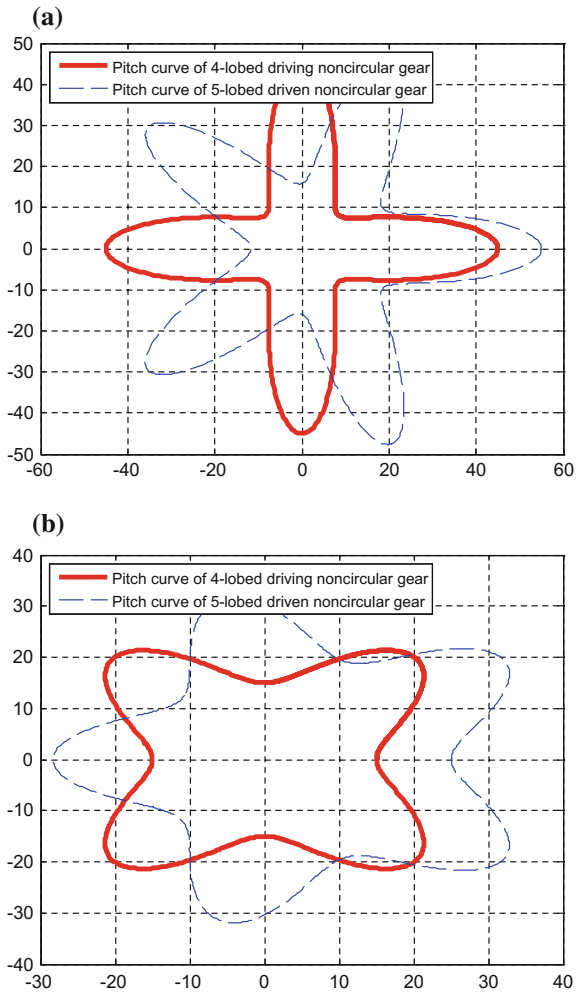 (a)
50
Pitch curve of 4-lobed driving noncircular gear
40
Pitch curve of 5-lobed driven noncircular gear
30
20
10
0
-10
-20
-30
-40
-50
-60 -40 -20 0 20 40 60
(b)
40
Pitch curve of 4-lobed driving noncircular gear
30
Pitch curve of 5-lobed driven noncircular gear
20
10
0
-10
-20
-30
-40
-30 -20 -10 0 10 20 30 40